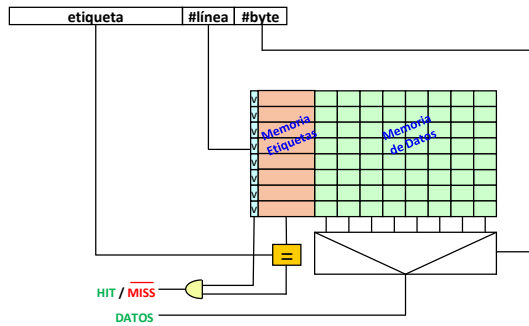 etiqueta #línea #byte
V
V
V
V
V
V
V
V
Memoria
Etiquetas
Memoria
de Datos
=
HIT / MISS
DATOS